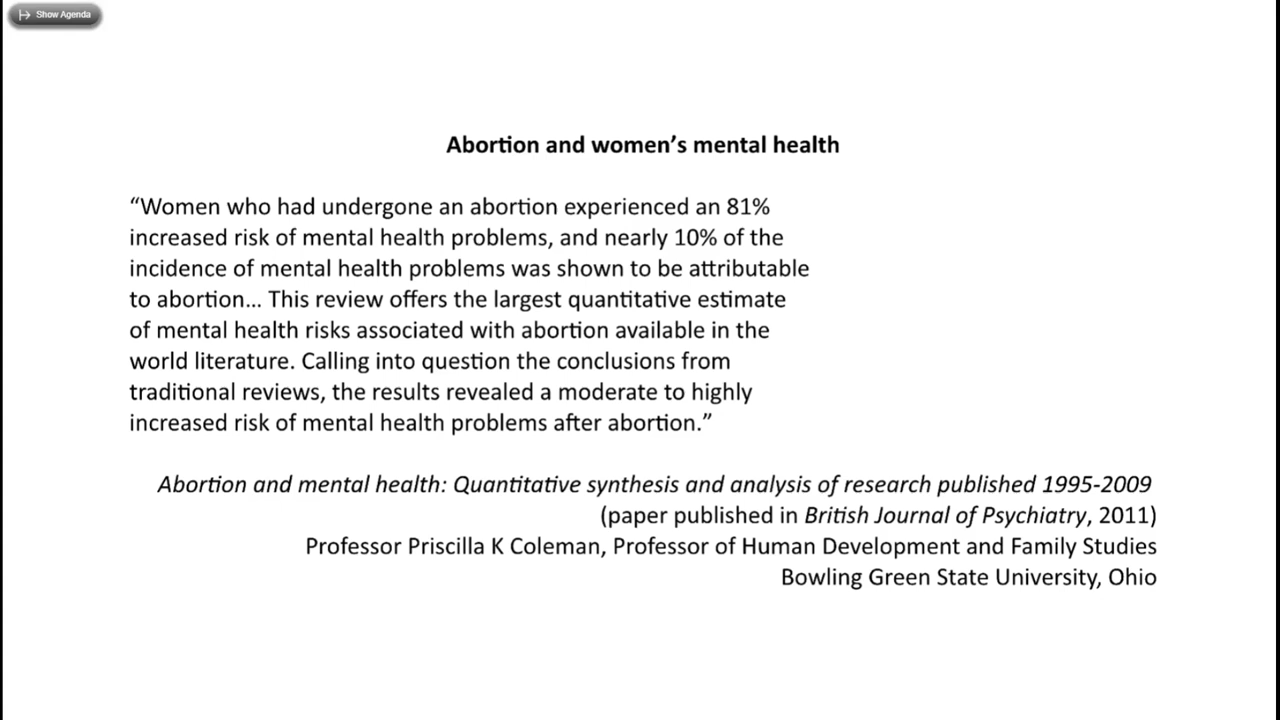 Show Agenda
Abortion and women’s mental health
“Women who had undergone an abortion experienced an 81%
increased risk of mental health problems, and nearly 10% of the
incidence of mental health problems was shown to be attributable
to abortion... This review offers the largest quantitative estimate
of mental health risks associated with abortion available in the
world literature. Calling into question the conclusions from
traditional reviews, the results revealed a moderate to highly
increased risk of mental health problems after abortion.”
Abortion and mental health: Quantitative synthesis and analysis of research published 1995-2009
(paper published in British Journal of Psychiatry, 2011)
Professor Priscilla K Coleman, Professor of Human Development and Family Studies
Bowling Green State University, Ohio